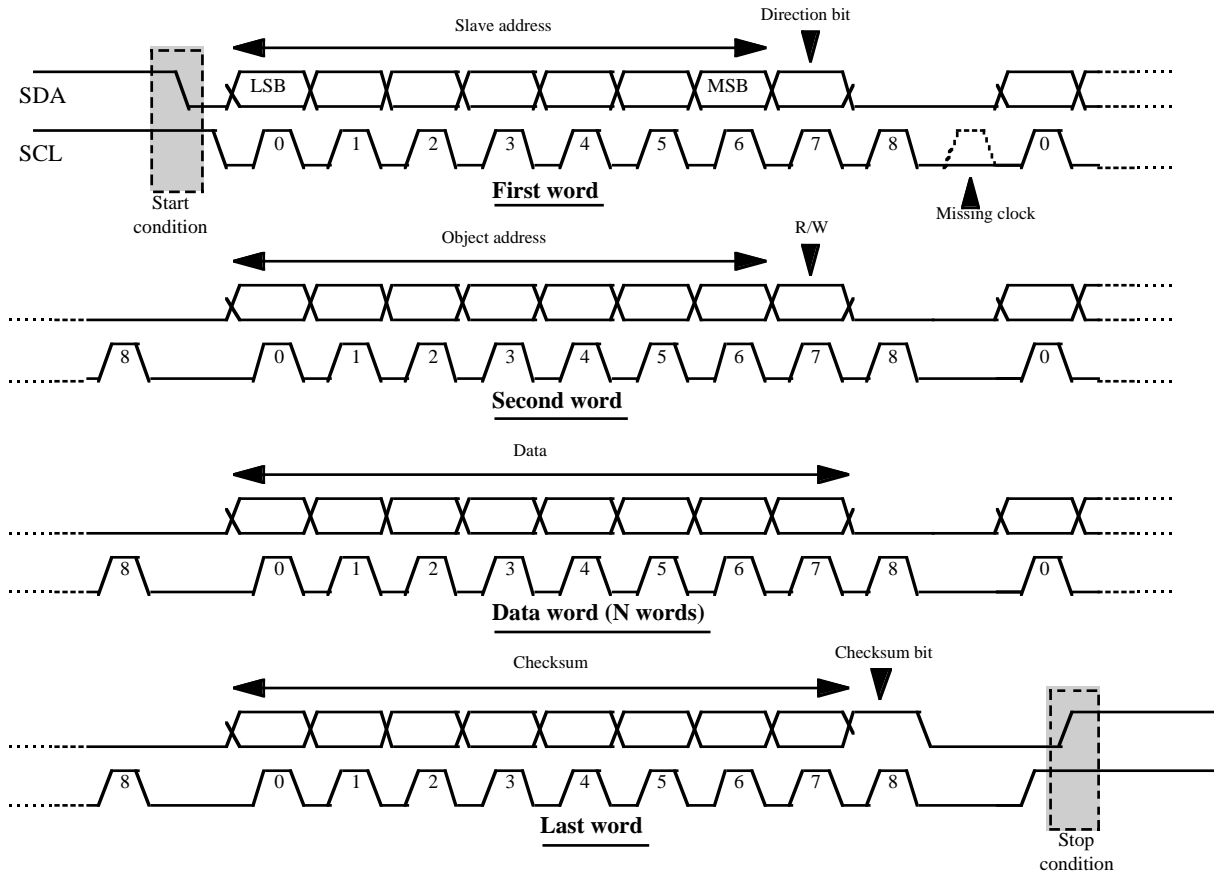 Slave address
Direction bit
SDA
LSB
MSB
SCL
0 1 2 3 4 5 6 7 8 0
First word
Start
condition
Missing clock
Object address
R/W
8 0 1 2 3 4 5 6 7 8 0
Second word
Data
8 0 1 2 3 4 5 6 7 8 0
Data word (N words)
Checksum
Checksum bit
8 0 1 2 3 4 5 6 7 8
Last word
Stop
condition